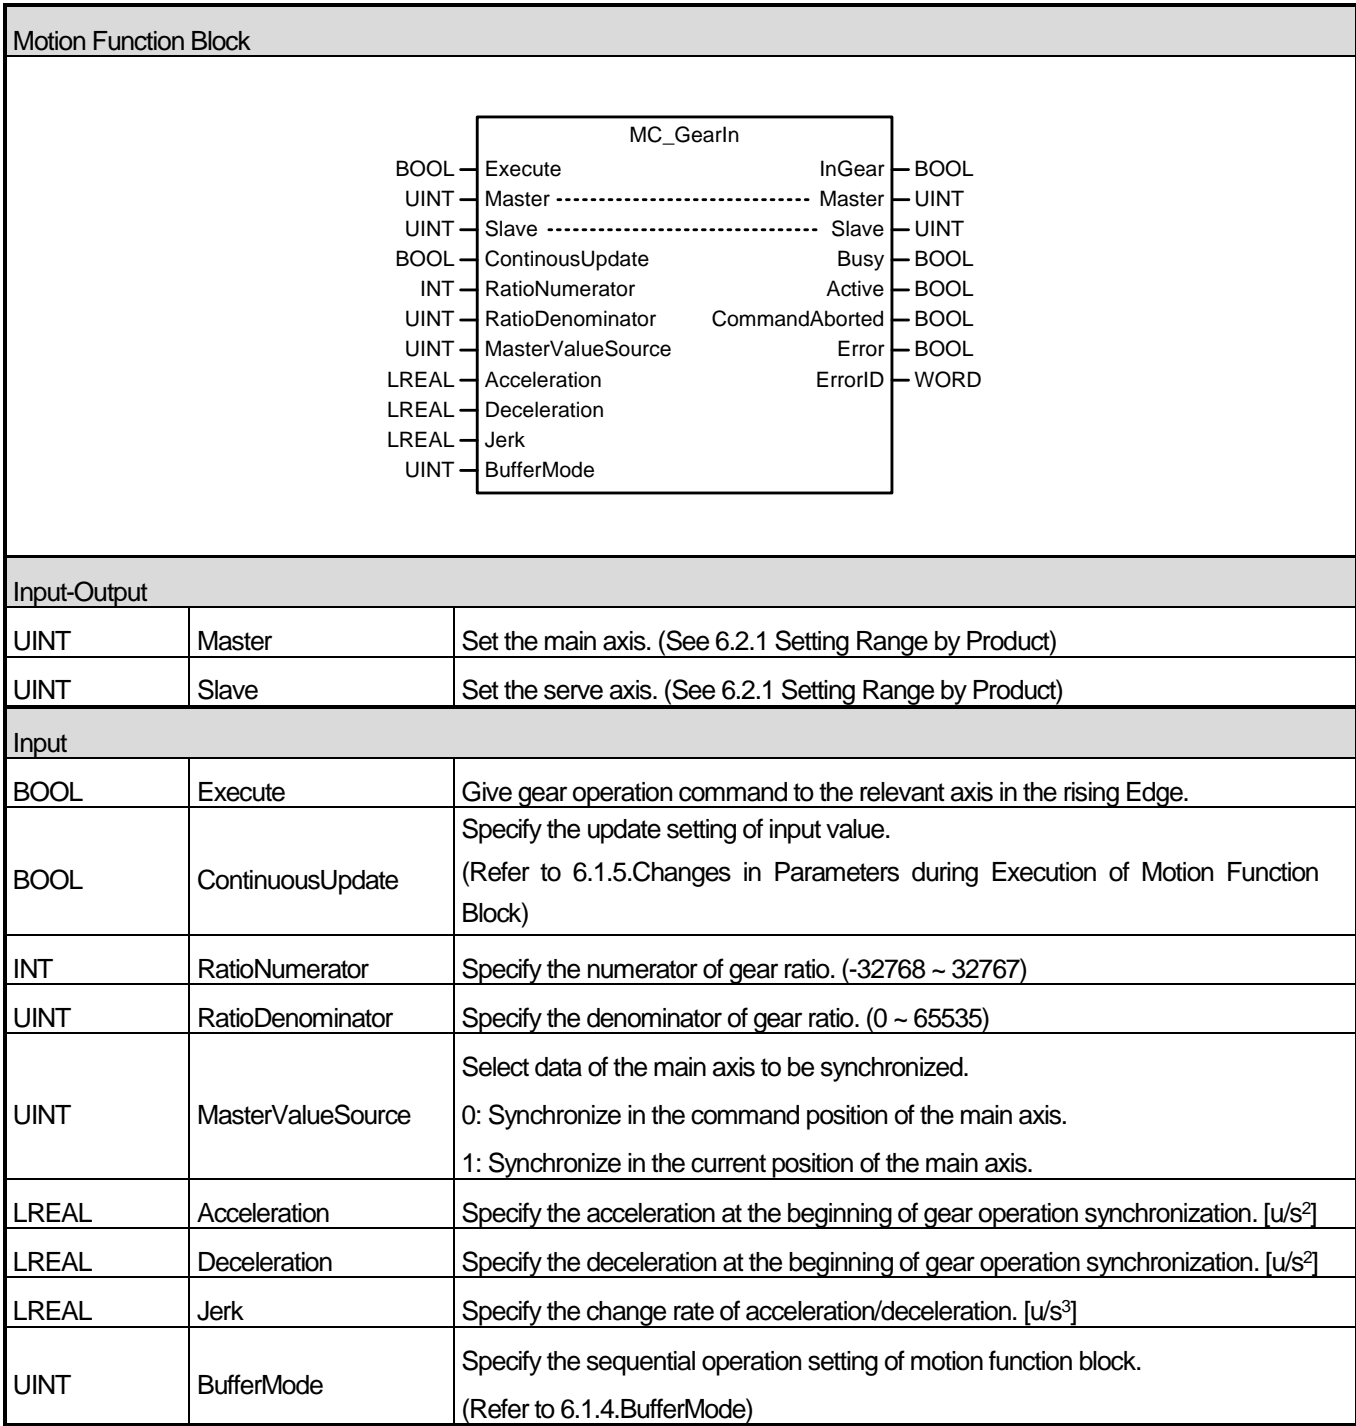 Motion Function Block
MC_GearIn
BOOL Execute InGear BOOL
UINT Master Master UINT
UINT Slave Slave UINT
BOOL ContinousUpdate Busy BOOL
INT RatioNumerator Active BOOL
UINT RatioDenominator CommandAborted BOOL
UINT MasterValueSource Error BOOL
LREAL Acceleration ErrorID WORD
LREAL Deceleration
LREAL Jerk
UINT BufferMode
Input-Output
UINT Master Set the main axis. (See 6.2.1 Setting Range by Product)
UINT Slave Set the serve axis. (See 6.2.1 Setting Range by Product)
Input
BOOL Execute Give gear operation command to the relevant axis in the rising Edge.
BOOL ContinuousUpdate Specify the update setting of input value.
(Refer to 6.1.5.Changes in Parameters during Execution of Motion Function
Block)
INT RatioNumerator Specify the numerator of gear ratio. (-32768 ~ 32767)
UINT RatioDenominator Specify the denominator of gear ratio. (0 ~ 65535)
UINT MasterValueSource Select data of the main axis to be synchronized.
0: Synchronize in the command position of the main axis.
1: Synchronize in the current position of the main axis.
LREAL Acceleration Specify the acceleration at the beginning of gear operation synchronization. [u/s²]
LREAL Deceleration Specify the deceleration at the beginning of gear operation synchronization. [u/s²]
LREAL Jerk Specify the change rate of acceleration/deceleration. [u/s³]
UINT BufferMode Specify the sequential operation setting of motion function block.
(Refer to 6.1.4.BufferMode)